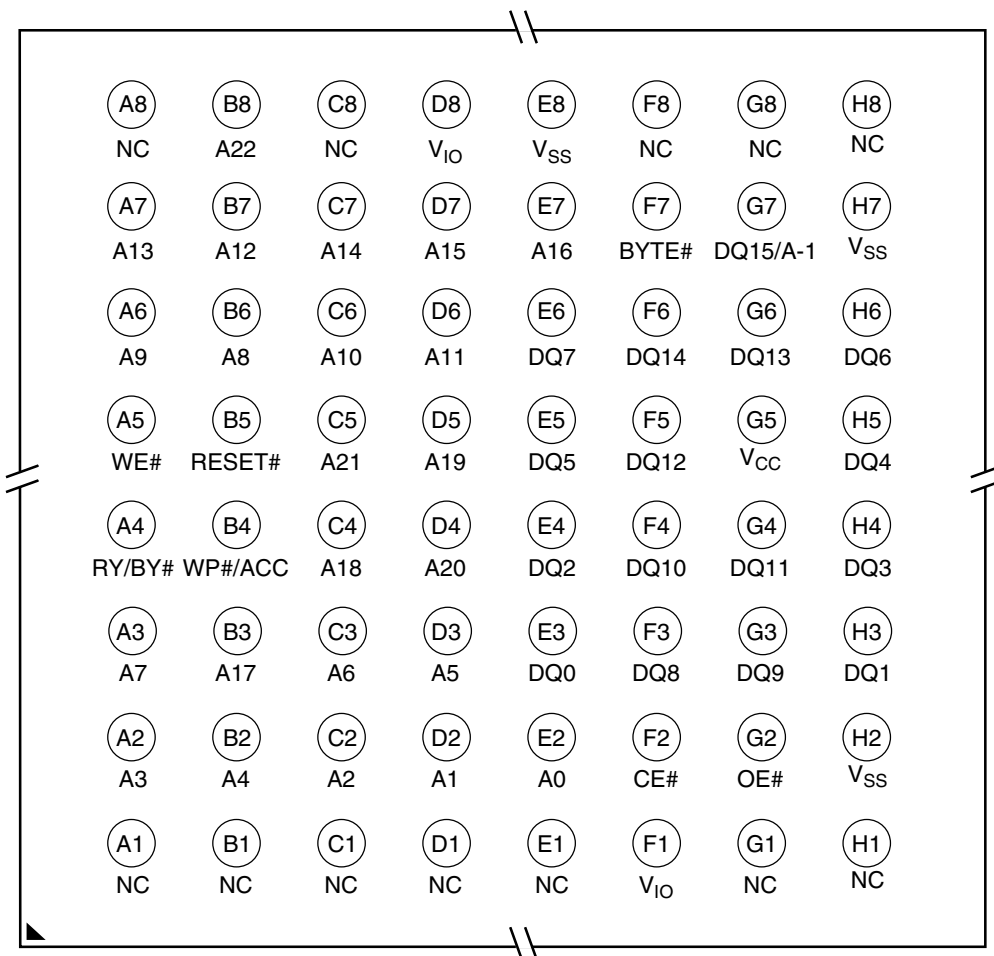 A8 B8 C8 D8 E8 F8 G8 H8
NC A22 NC VIO VSS NC NC NC
A7 B7 C7 D7 E7 F7 G7 H7
A13 A12 A14 A15 A16 BYTE# DQ15/A-1 VSS
A6 B6 C6 D6 E6 F6 G6 H6
A9 A8 A10 A11 DQ7 DQ14 DQ13 DQ6
A5 B5 C5 D5 E5 F5 G5 H5
WE# RESET# A21 A19 DQ5 DQ12 VCC DQ4
A4 B4 C4 D4 E4 F4 G4 H4
RY/BY# WP#/ACC A18 A20 DQ2 DQ10 DQ11 DQ3
A3 B3 C3 D3 E3 F3 G3 H3
A7 A17 A6 A5 DQ0 DQ8 DQ9 DQ1
A2 B2 C2 D2 E2 F2 G2 H2
A3 A4 A2 A1 A0 CE# OE# VSS
A1 B1 C1 D1 E1 F1 G1 H1
NC NC NC NC NC VIO NC NC